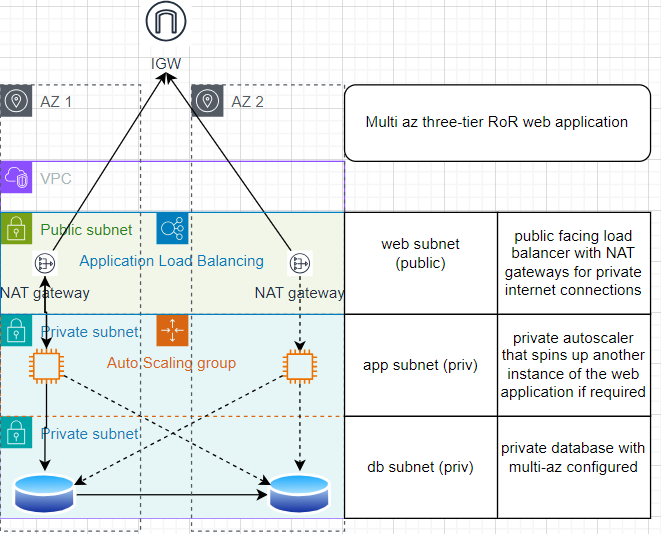 IGW
AZ 1
AZ 2
Multi az three-tier RoR web application
VPC
Public subnet
Application Load Balancing
NAT gateway
NAT gateway
web subnet
(public)
public facing load
balancer with NAT
gateways for private
internet connections
Private subnet
Auto Scaling group
app subnet (priv)
private autoscaler
that spins up another
instance of the web
application if required
Private subnet
db subnet (priv)
private database with
multi-az configured